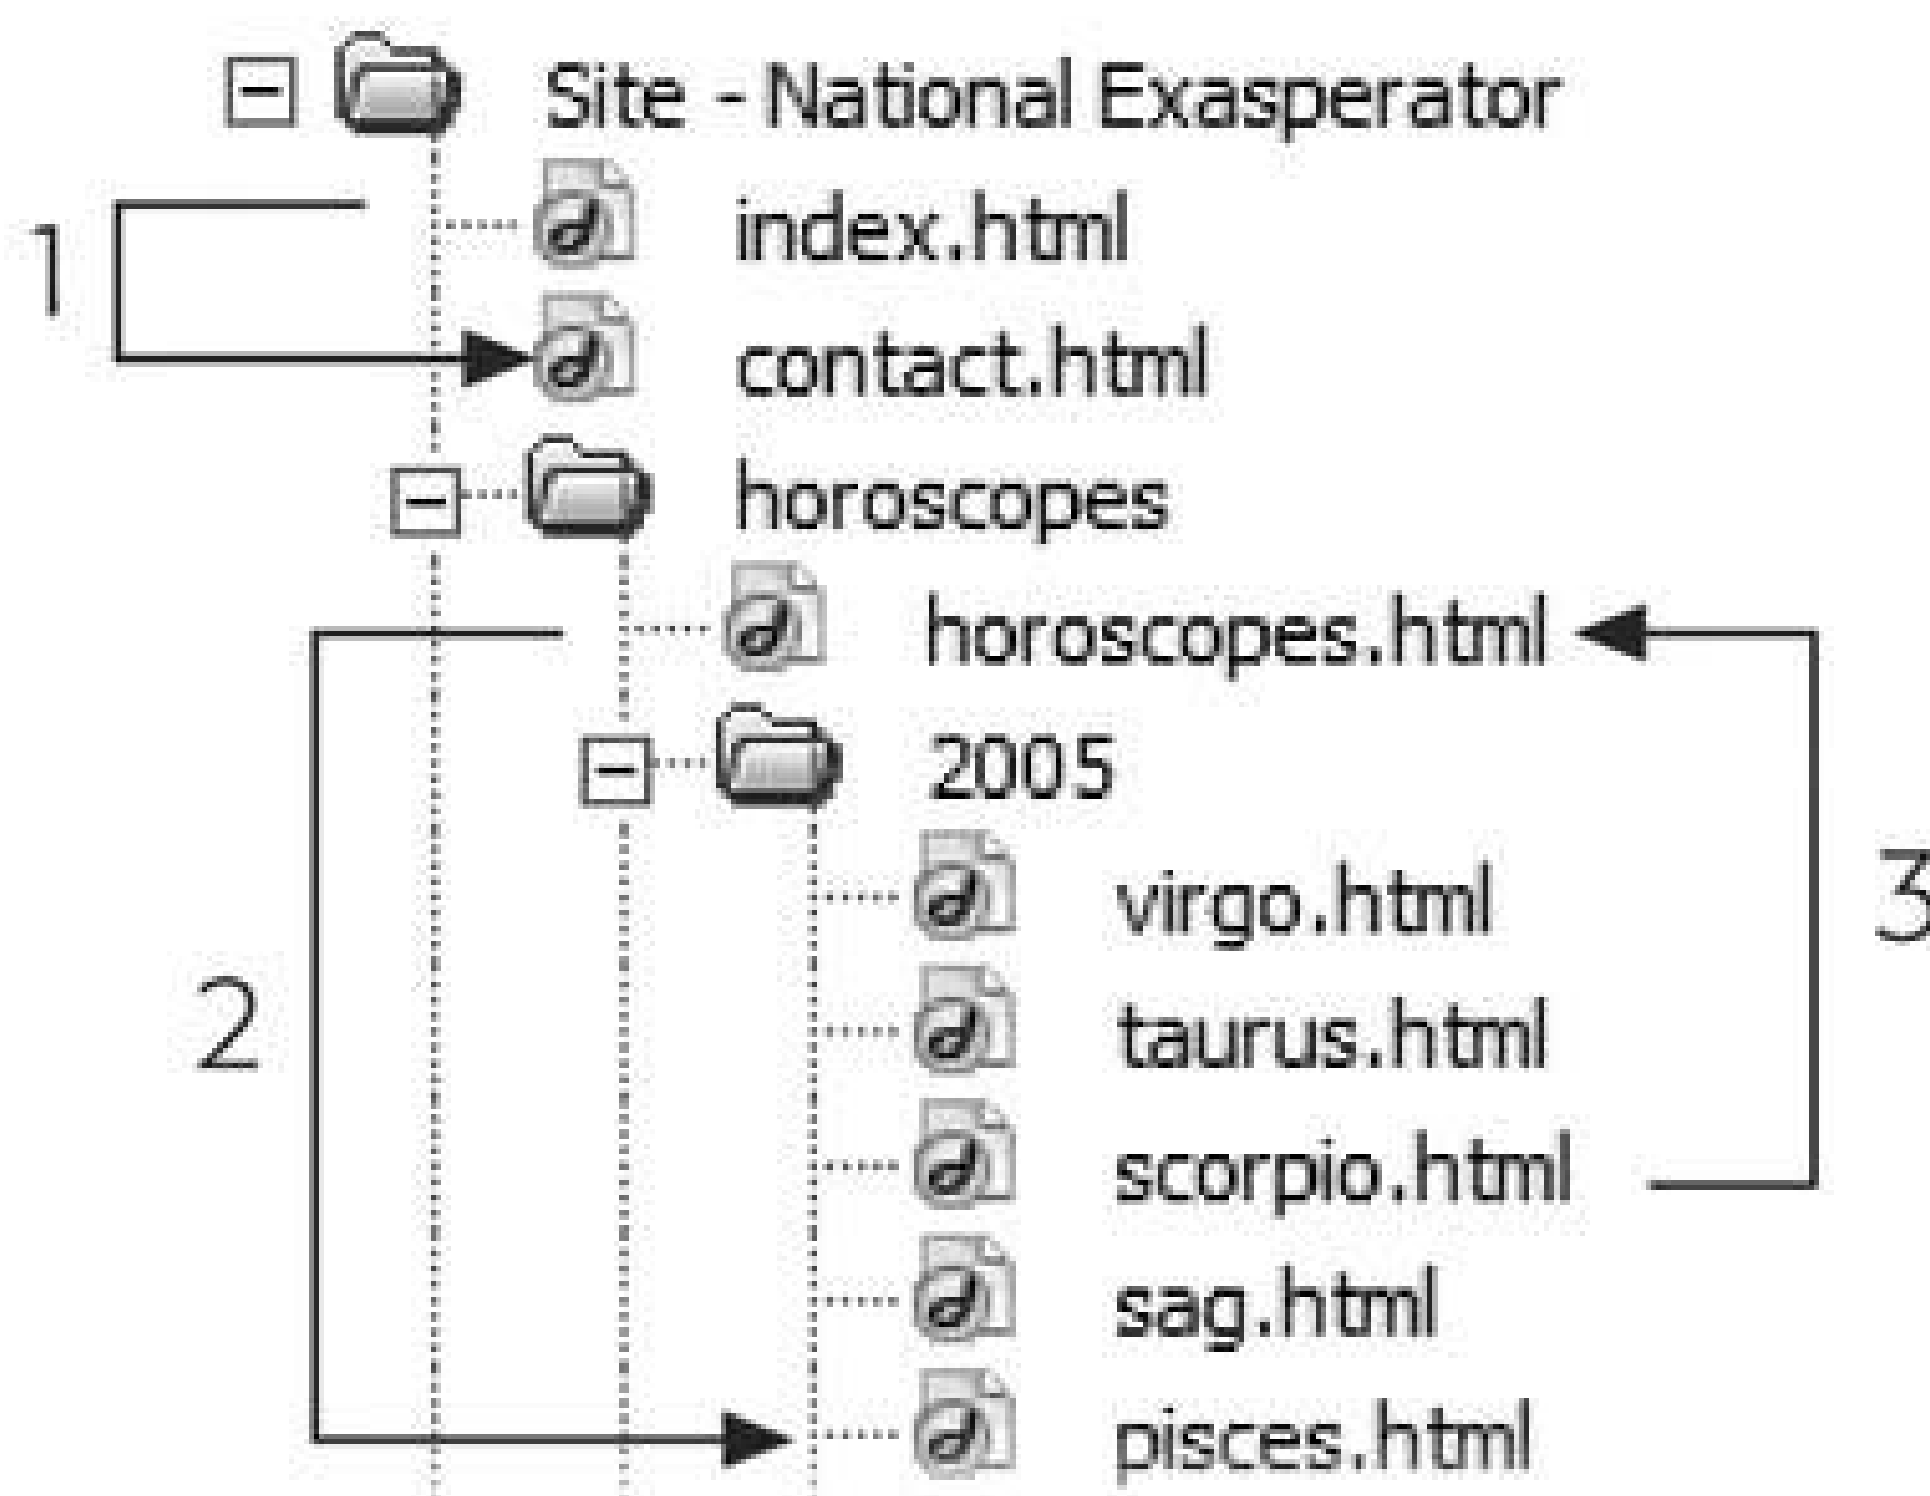 Site - National Exasperator
1
index.html
contact.html
horoscopes
horoscopes.html
2005
virgo.html
3
2
taurus.html
scorpio.html
sag.html
pisces.html